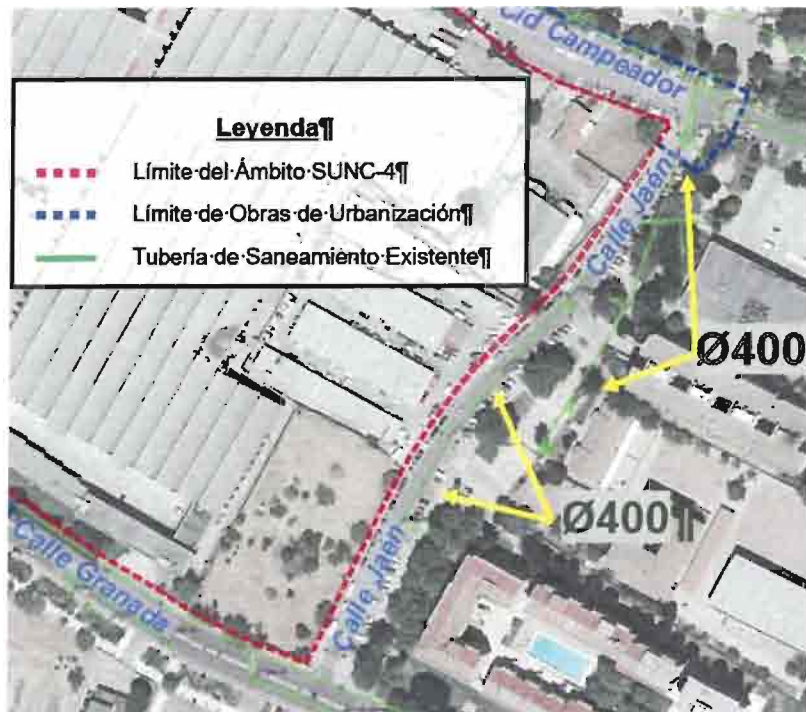 Cid Campeador
Leyenda¶
Límite·del·Ámbito·SUNC-4¶
Límite·de·Obras·de·Urbanización¶
Tubería·de·Saneamiento·Existente¶
Calle Jaén
Ø400
Ø400¶
Calle Jaén
Calle Granada